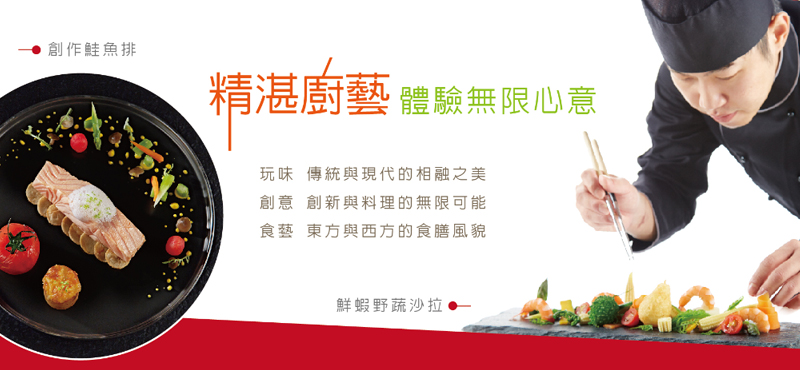 創作鮭魚排
精湛廚藝 體驗無限心意
玩味 傳統與現代的相融之美
創意 創新與料理的無限可能
食藝 東方與西方的食膳風貌
鮮蝦野蔬沙拉